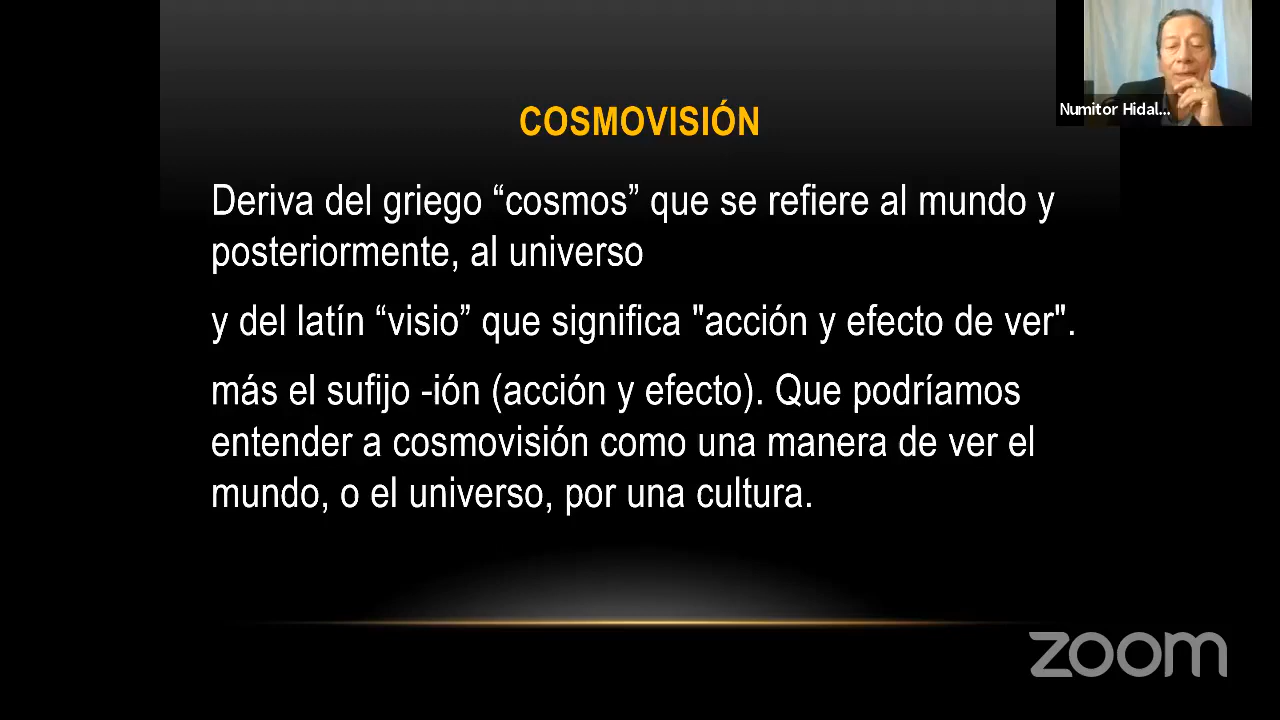 COSMOVISIÓN
Deriva del griego “cosmos” que se refiere al mundo y
posteriormente, al universo
y del latín “visio” que significa "acción y efecto de ver".
más el sufijo -ión (acción y efecto). Que podríamos
entender a cosmovisión como una manera de ver el
mundo, o el universo, por una cultura.
Numitor Hidal...
zoom